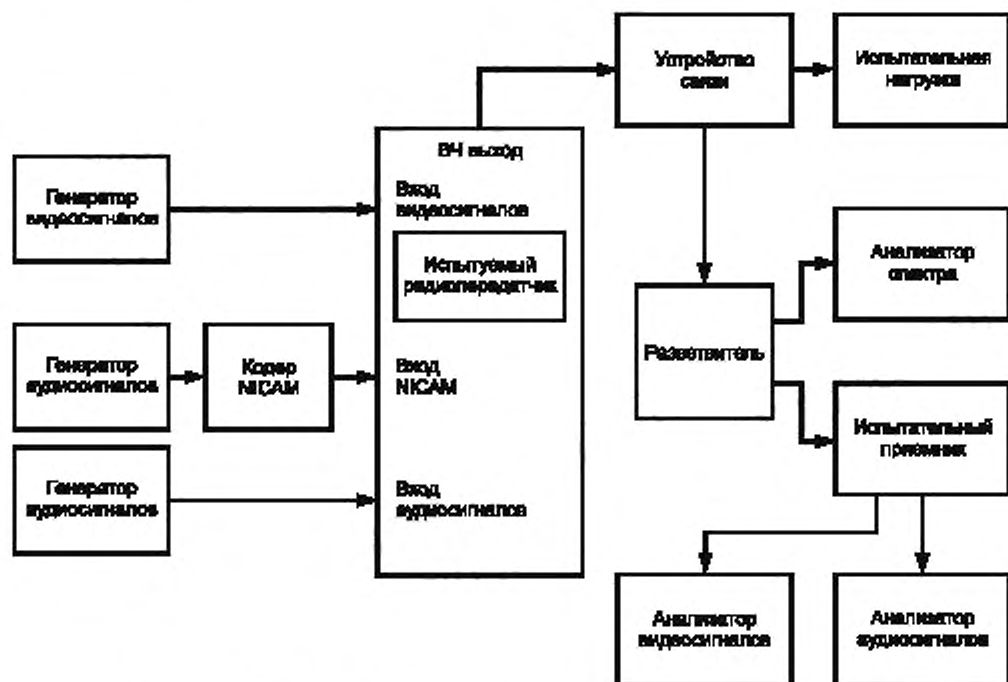 Устройство
связи
Испытательная
нагрузка
ВЧ выход
Генератор
видеосигналов
Вход
видеосигналов
Испытуемый
радиопередатчик
Анализатор
спектра
Генератор
аудиосигналов
Кодер
NICAM
Вход
NICAM
Разветвитель
Испытательный
приемник
Генератор
аудиосигналов
Вход
аудиосигналов
Анализатор
видеосигналов
Анализатор
аудиосигналов